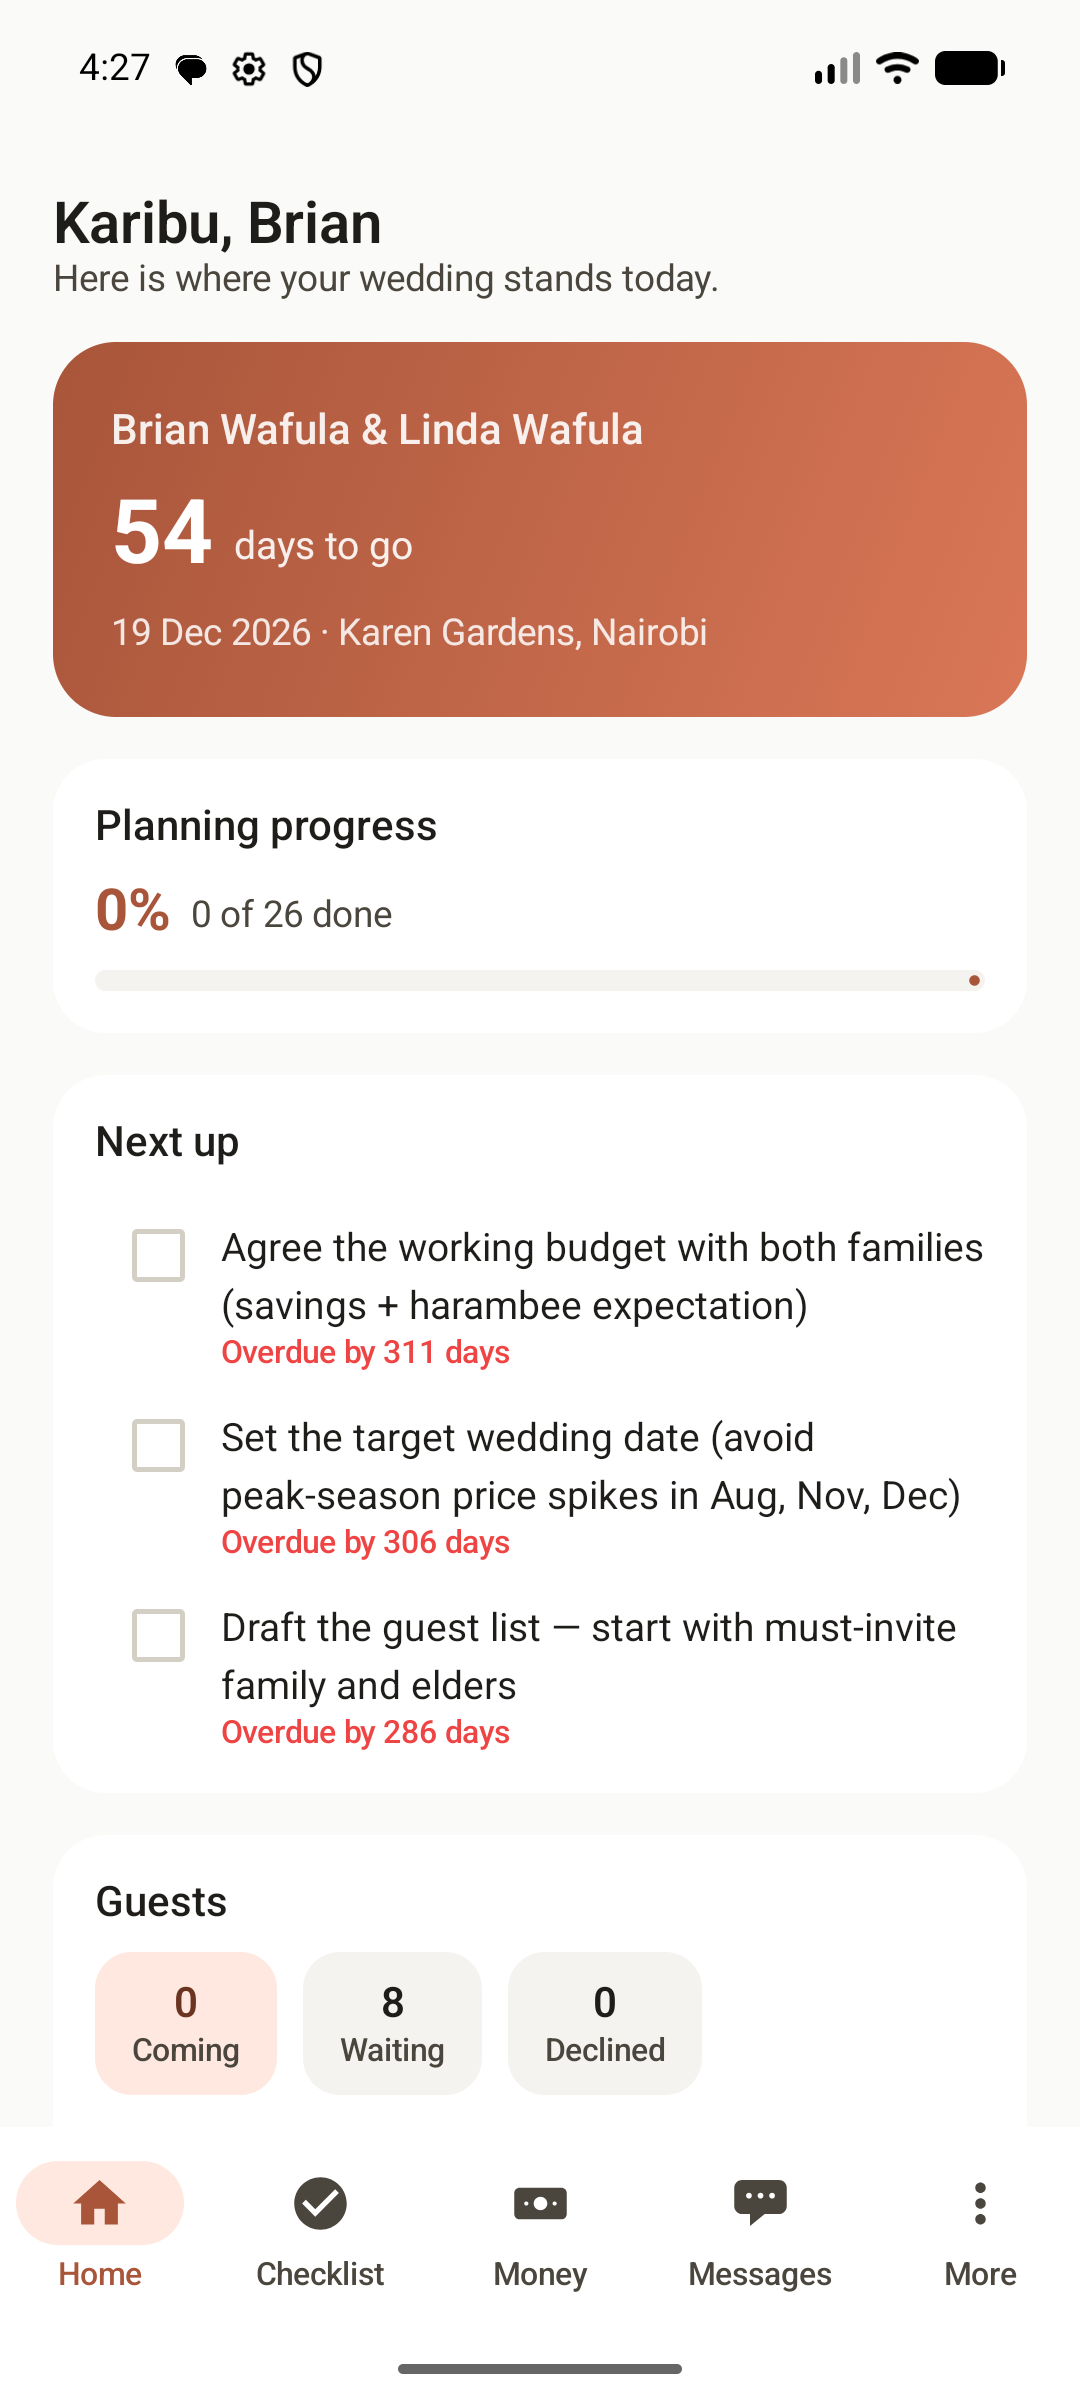 4:27
Karibu, Brian
Here is where your wedding stands today.
Brian Wafula & Linda Wafula
54 days to go
19 Dec 2026 · Karen Gardens, Nairobi
Planning progress
0% 0 of 26 done
Next up
Agree the working budget with both families
(savings + harambee expectation)
Overdue by 311 days
Set the target wedding date (avoid
peak-season price spikes in Aug, Nov, Dec)
Overdue by 306 days
Draft the guest list — start with must-invite
family and elders
Overdue by 286 days
Guests
0 8 0
Coming Waiting Declined
Home Checklist Money Messages More